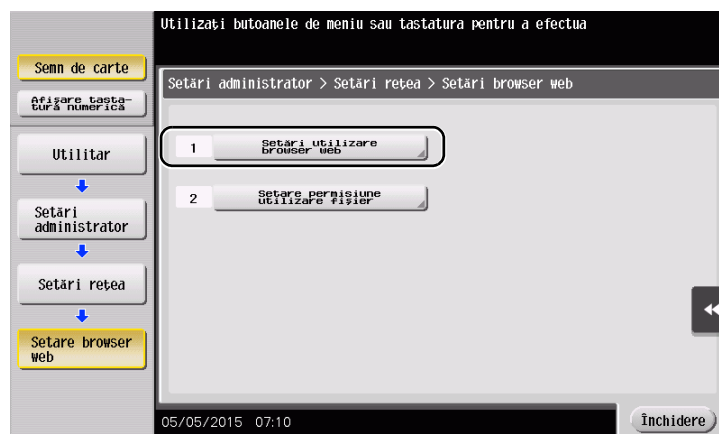 Utilizați butoanele de meniu sau tastatura pentru a efectua
Semn de carte
Afișare tasta-
tură numerică
Utilitar
Setări
administrator
Setări rețea
Setare browser
web
Setări administrator > Setări rețea > Setări browser web
1 Setări utilizare
browser web
2 Setare permisiune
utilizare fișier
05/05/2015 07:10
Închidere